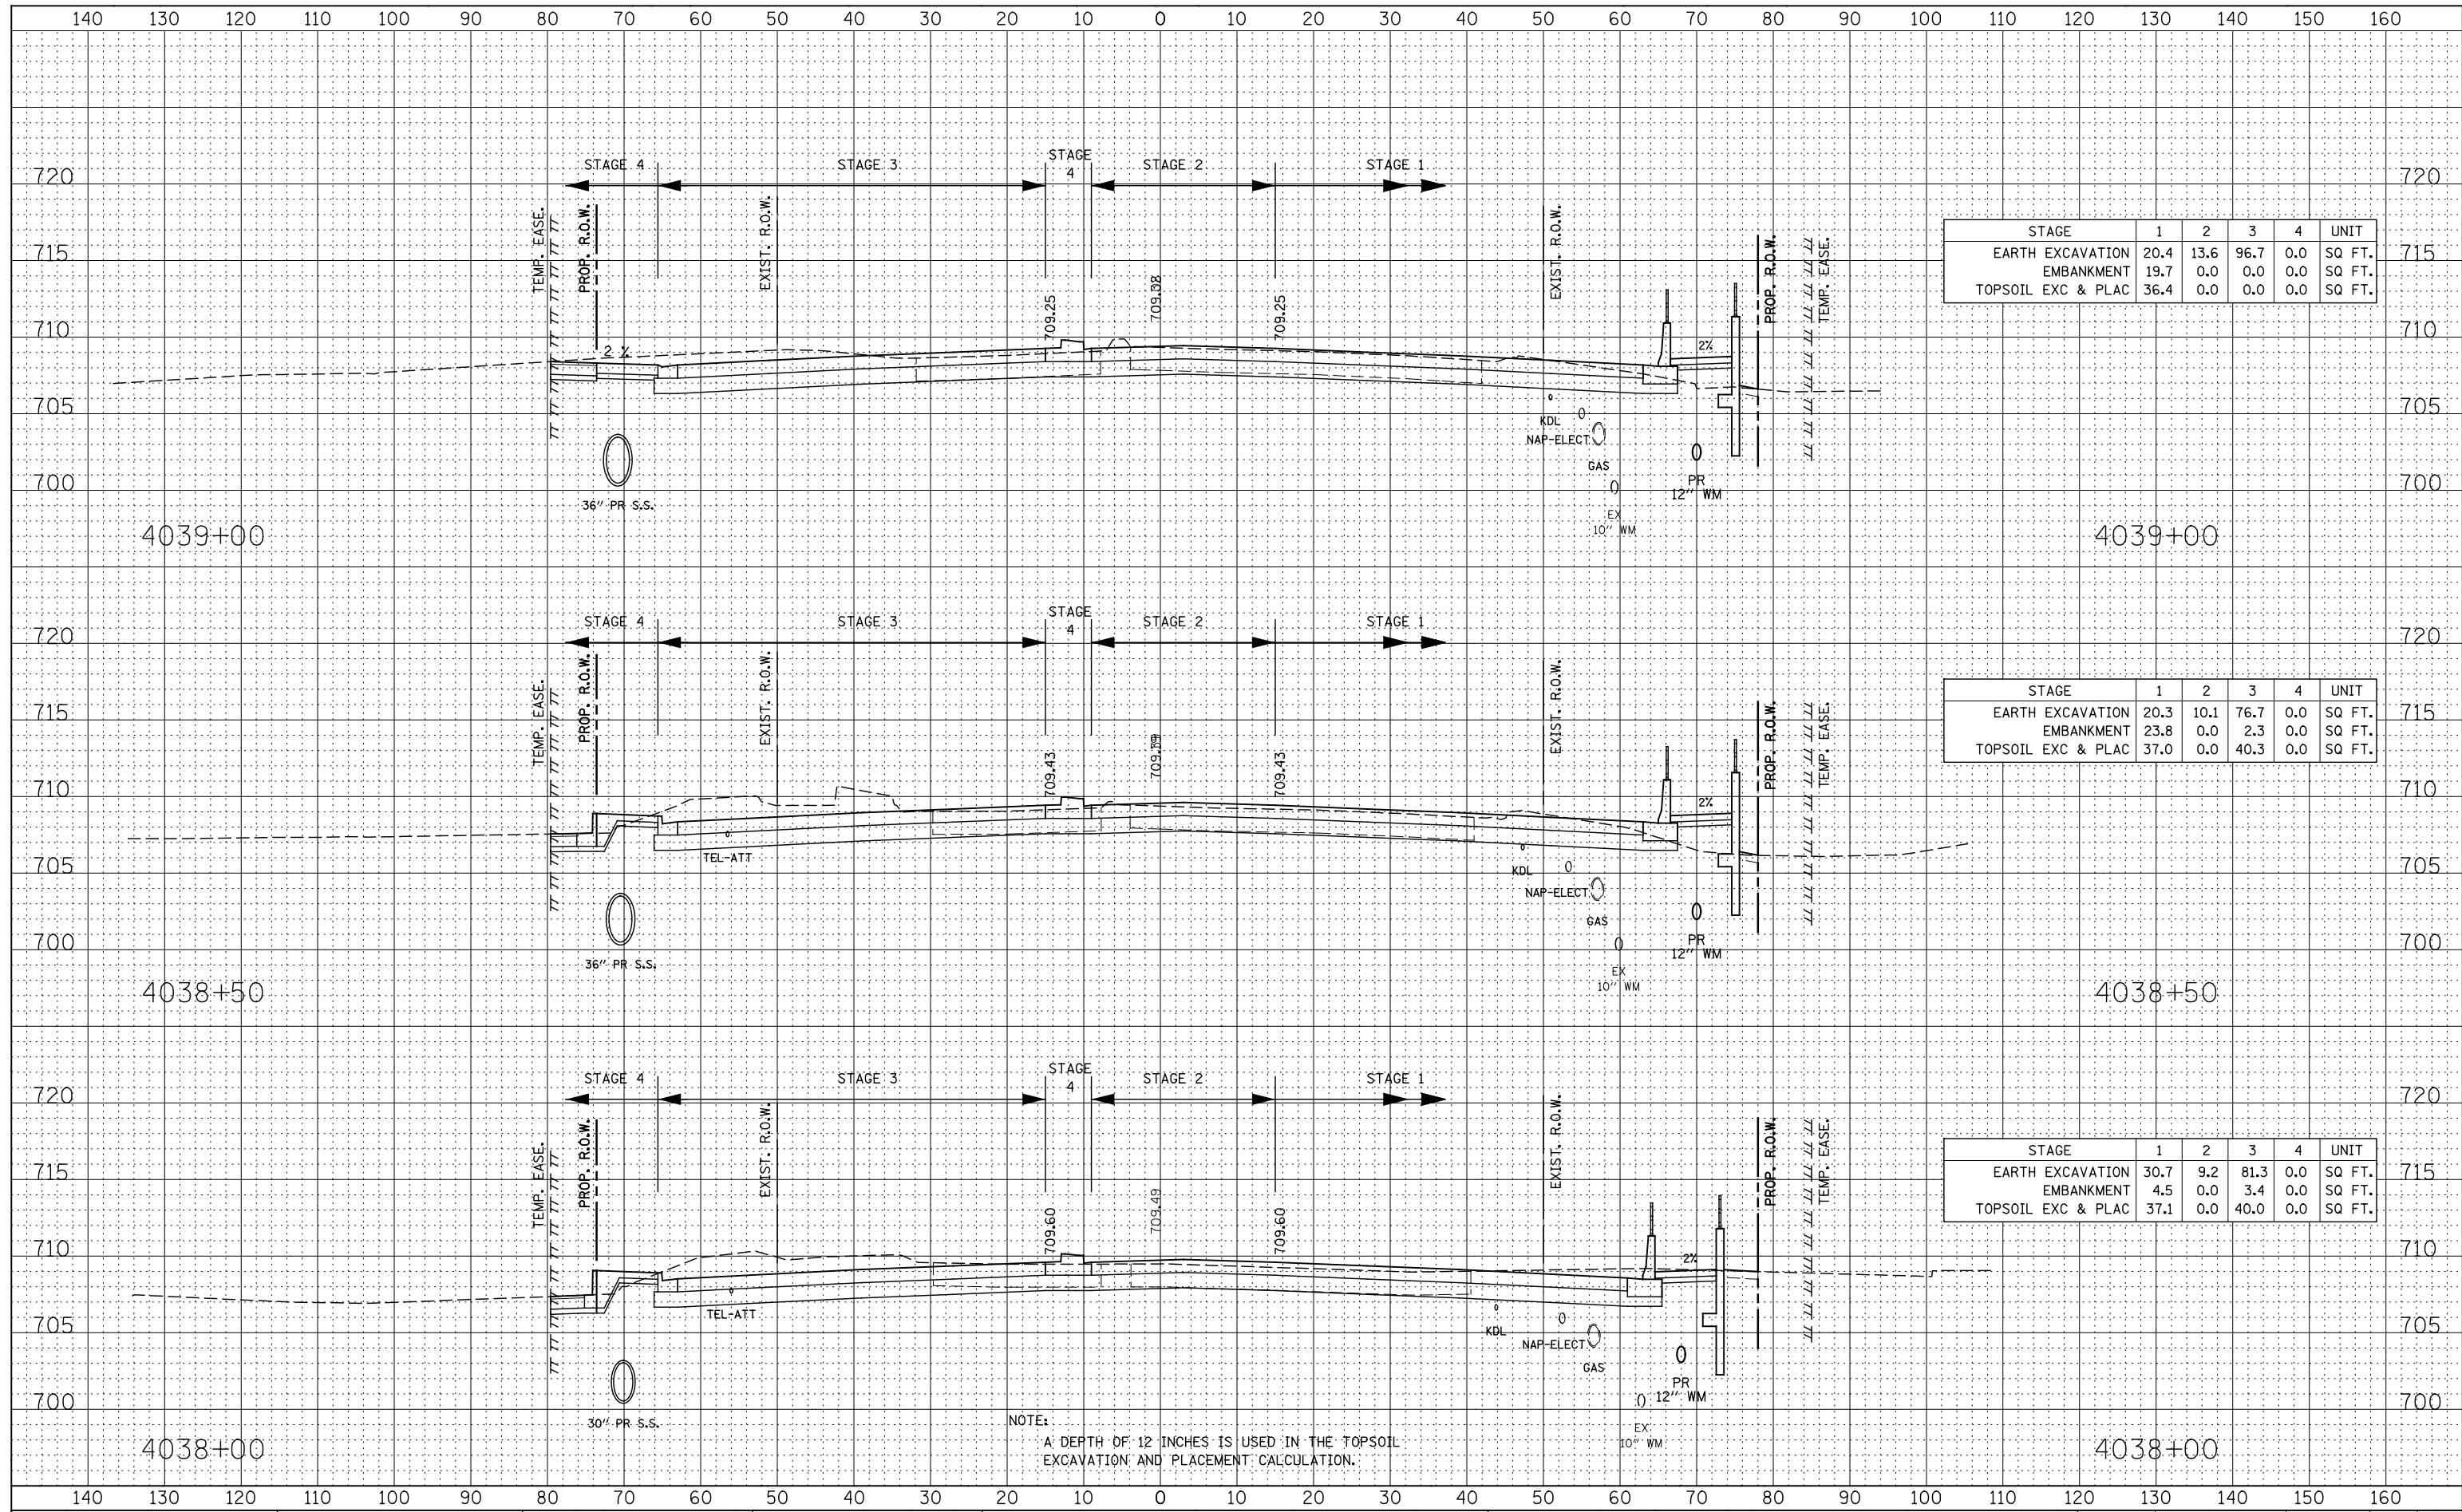 140 130 120 110 100 90 80 70 60 50 40 30 20 10 0 10 20 30 40 50 60 70 80 90 100 110 120 130 140 150 160
STAGE 4 STAGE 3 STAGE 4 STAGE 2 STAGE 1
720 720
TEMP. EASE. PROP. R.O.W. EXIST. R.O.W. 709.25 709.25 EXIST. R.O.W. PROP. R.O.W. TEMP. EASE.
STAGE 1 2 3 4 UNIT
EARTH EXCAVATION 20.4 13.6 96.7 0.0 SQ FT.
EMBANKMENT 19.7 0.0 0.0 0.0 SQ FT.
TOPSOIL EXC & PLAC 36.4 0.0 0.0 0.0 SQ FT.
715 715
710 710
2 % 2%
705 705
KDL
NAP-ELECT
GAS
PR
12" WM
700 700
36" PR S.S.
EX
10" WM
4039+00 4039+00
STAGE 4 STAGE 3 STAGE 4 STAGE 2 STAGE 1
720 720
TEMP. EASE. PROP. R.O.W. EXIST. R.O.W. 709.43 709.43 EXIST. R.O.W. PROP. R.O.W. TEMP. EASE.
STAGE 1 2 3 4 UNIT
EARTH EXCAVATION 20.3 10.1 76.7 0.0 SQ FT.
EMBANKMENT 23.8 0.0 2.3 0.0 SQ FT.
TOPSOIL EXC & PLAC 37.0 0.0 40.3 0.0 SQ FT.
715 715
710 710
2%
TEL-ATT
705 705
KDL
NAP-ELECT
GAS
PR
12" WM
700 700
36" PR S.S.
EX
10" WM
4038+50 4038+50
STAGE 4 STAGE 3 STAGE 4 STAGE 2 STAGE 1
720 720
TEMP. EASE. PROP. R.O.W. EXIST. R.O.W. 709.60 709.49 709.60 EXIST. R.O.W. PROP. R.O.W. TEMP. EASE.
STAGE 1 2 3 4 UNIT
EARTH EXCAVATION 30.7 9.2 81.3 0.0 SQ FT.
EMBANKMENT 4.5 0.0 3.4 0.0 SQ FT.
TOPSOIL EXC & PLAC 37.1 0.0 40.0 0.0 SQ FT.
715 715
710 710
2%
TEL-ATT
705 705
KDL
NAP-ELECT
GAS
PR
12" WM
700 700
30" PR S.S.
EX
10" WM
NOTE:
A DEPTH OF 12 INCHES IS USED IN THE TOPSOIL
EXCAVATION AND PLACEMENT CALCULATION.
4038+00 4038+00
140 130 120 110 100 90 80 70 60 50 40 30 20 10 0 10 20 30 40 50 60 70 80 90 100 110 120 130 140 150 160